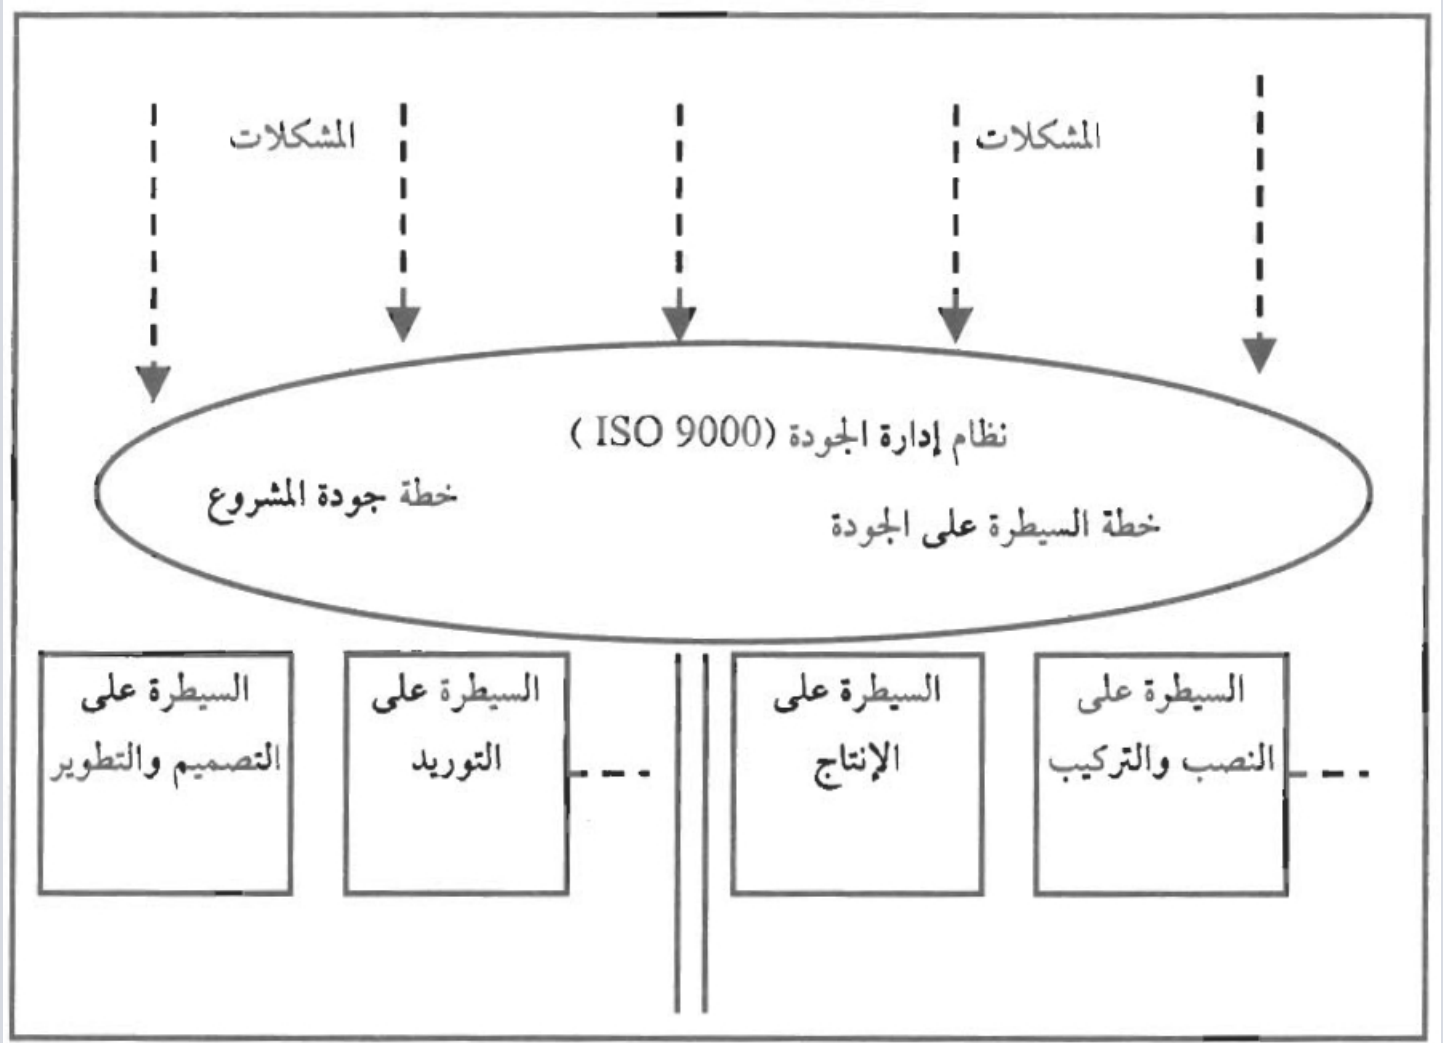 المشكلات
المشكلات
نظام إدارة الجودة (ISO 9000 )
خطة السيطرة على الجودة
خطة جودة المشروع
السيطرة على
النصب والتركيب
السيطرة على
الإنتاج
السيطرة على
التوريد
السيطرة على
التصميم والتطوير